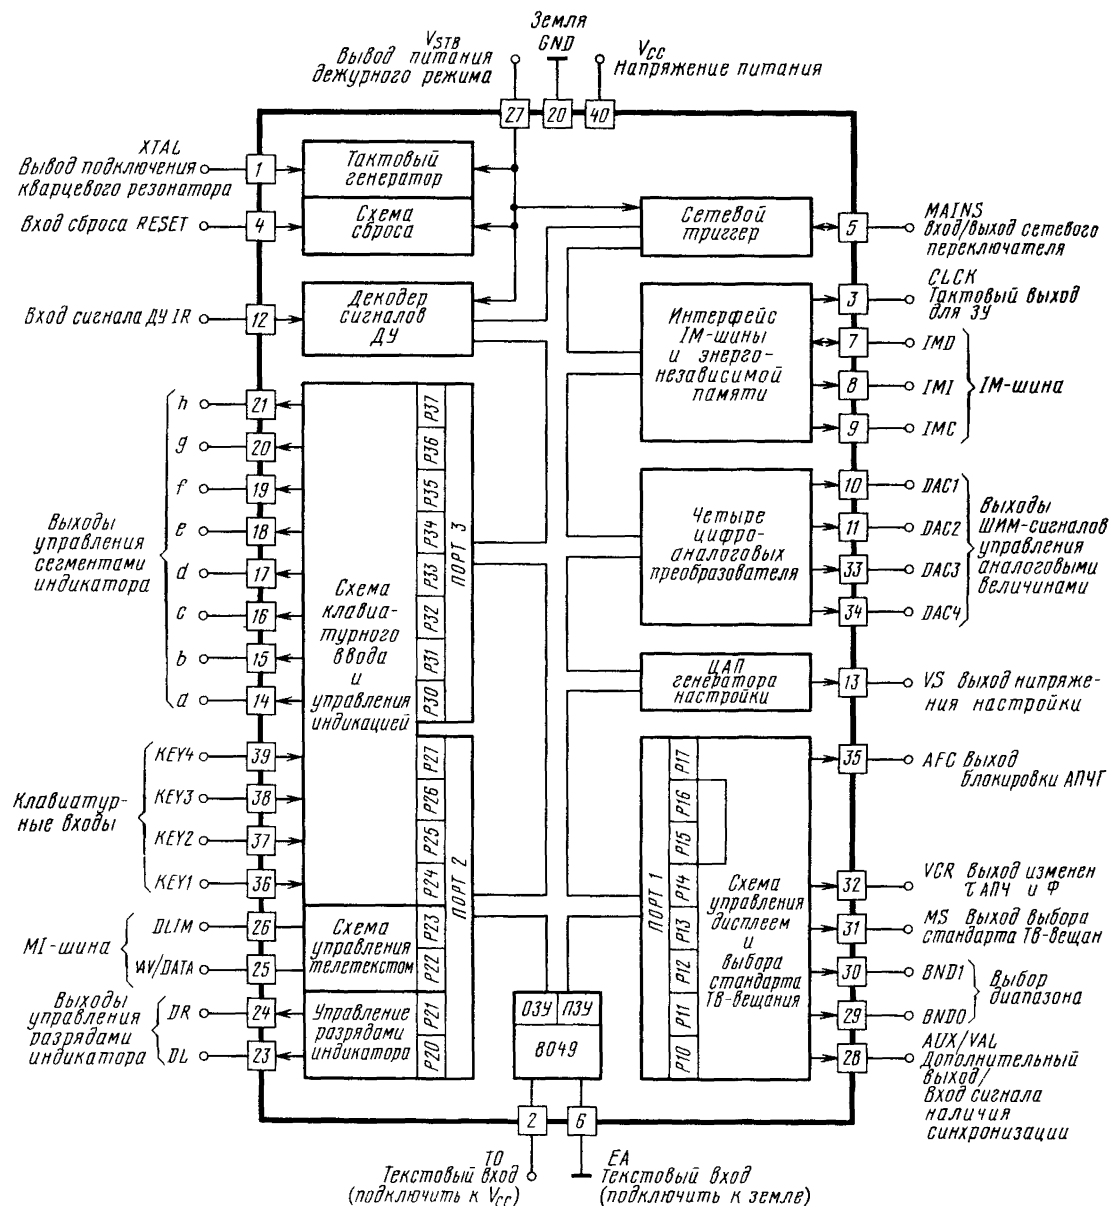 Земля
GND
VSTB
Вывод питания
дежурного режима
VCC
Напряжение питания
27
20
40
XTAL
Вывод подключения
кварцевого резонатора
1
Тактовый
генератор
Вход сброса RESET
4
Схема
сброса
Сетевой
триггер
5
MAINS
Вход/выход сетевого
переключателя
Вход сигнала ДУ IR
12
Декодер
сигналов
ДУ
Интерфейс
IM-шины
и энерго-
независимой
памяти
3
CLCK
Тактовый выход
для ЗУ
7
IMD
8
IMI
9
IMC
IM-шина
Выходы
управления
сегментами
индикатора
h
21
g
20
f
19
e
18
d
17
c
16
b
15
a
14
Схема
клавиа-
турного
ввода
и
управления
индикацией
P37
P36
P35
P34
P33
P32
P31
P30
ПОРТ 3
Четыре
цифро-
аналоговых
преобразователя
10
DAC1
11
DAC2
33
DAC3
34
DAC4
Выходы
ШИМ-сигналов
управления
аналоговыми
величинами
ЦАП
генератора
настройки
13
VS Выход нипряже-
ния настройки
Клавиатур-
ные входы
KEY4
39
KEY3
38
KEY2
37
KEY1
36
P27
P26
P25
P24
P23
P22
P21
P20
ПОРТ 2
MI-шина
DLIM
26
AV/DATA
25
Схема
управления
телетекстом
Выходы
управления
разрядами
индикатора
DR
24
DL
23
Управление
разрядами
индикатора
ОЗУ
ПЗУ
8049
ПОРТ 1
P17
P16
P15
P14
P13
P12
P11
P10
Схема
управления
дисплеем
и
выбора
стандарта
ТВ-вещания
35
AFC Выход
блокировки АПЧГ
32
VCR Выход изменен
τ АПЧ и Ф
31
MS Выход выбора
стандарта ТВ-вещан
30
BND1
29
BND0
Выбор
диапазона
28
AUX/VAL
Дополнительный
выход/
Вход сигнала
наличия
синхронизации
2
6
T0
Текстовый вход
(подключить к VCC)
EA
Текстовый вход
(подключить к земле)